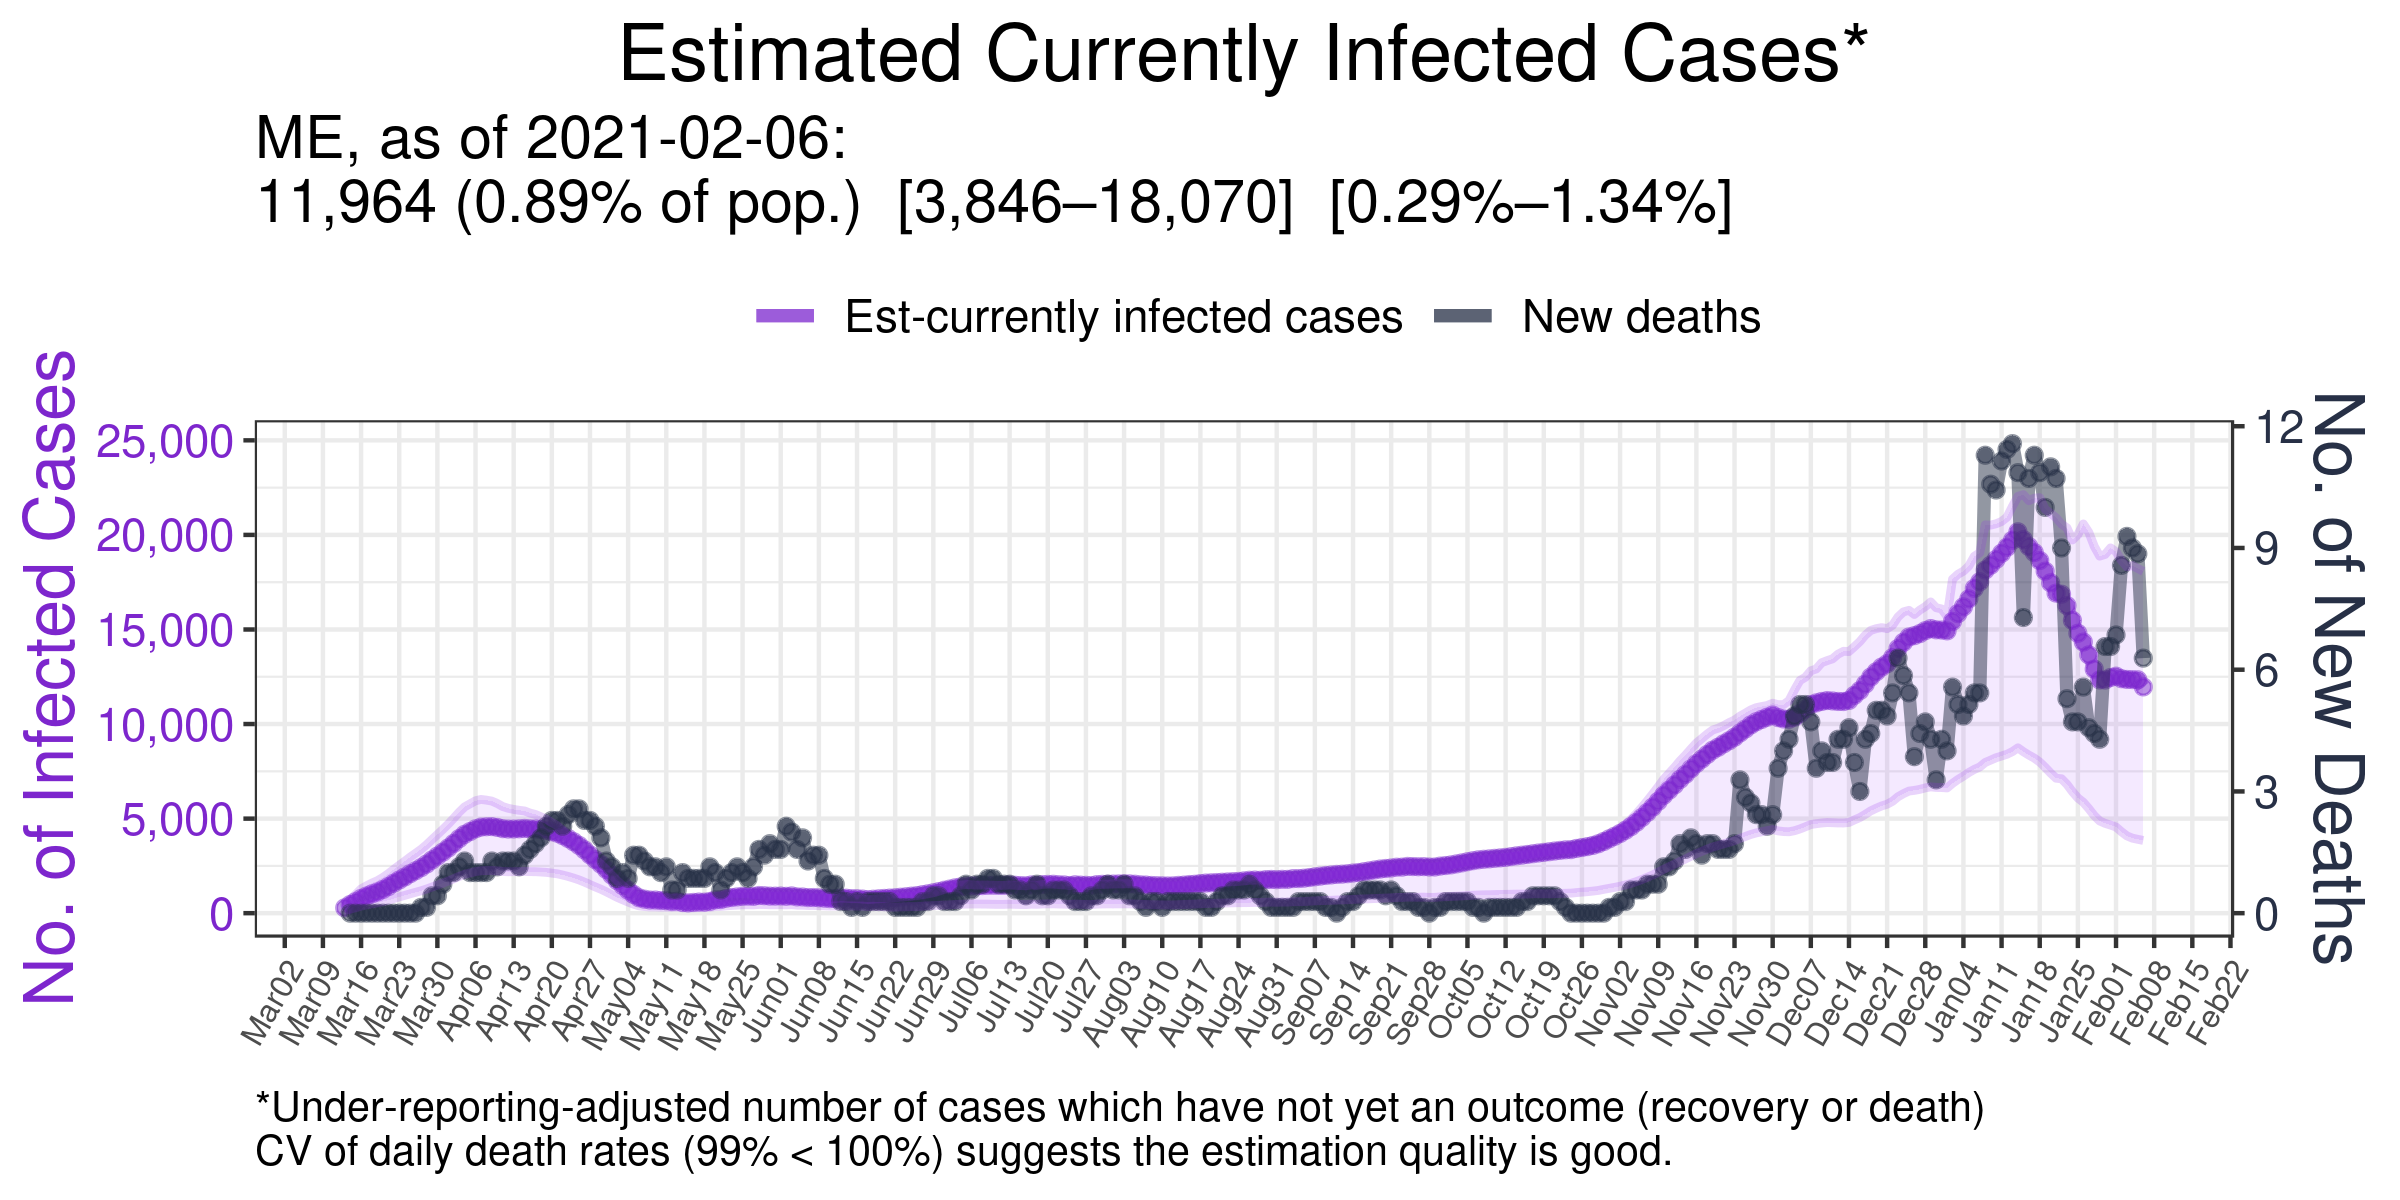 Estimated Currently Infected Cases*
ME, as of 2021-02-06:
11,964 (0.89% of pop.) [3,846–18,070] [0.29%–1.34%]
Est-currently infected cases
New deaths
No. of Infected Cases
25,000
20,000
15,000
10,000
5,000
0
12
9
6
3
0
No. of New Deaths
Mar02
Mar09
Mar16
Mar23
Mar30
Apr06
Apr13
Apr20
Apr27
May04
May11
May18
May25
Jun01
Jun08
Jun15
Jun22
Jun29
Jul06
Jul13
Jul20
Jul27
Aug03
Aug10
Aug17
Aug24
Aug31
Sep07
Sep14
Sep21
Sep28
Oct05
Oct12
Oct19
Oct26
Nov02
Nov09
Nov16
Nov23
Nov30
Dec07
Dec14
Dec21
Dec28
Jan04
Jan11
Jan18
Jan25
Feb01
Feb08
Feb15
Feb22
*Under-reporting-adjusted number of cases which have not yet an outcome (recovery or death)
CV of daily death rates (99% < 100%) suggests the estimation quality is good.